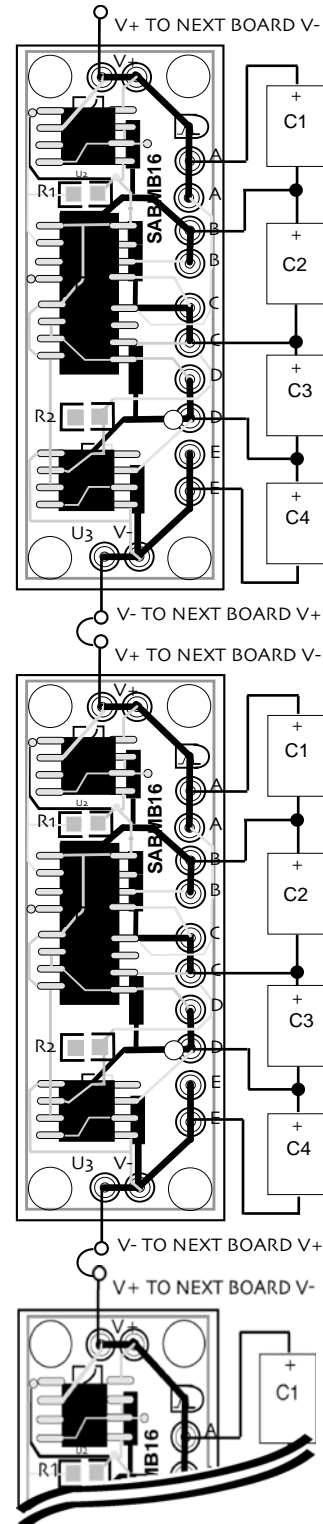 V+ TO NEXT BOARD V-
V+
+
C1
A
U2
R1
SABMB16
A
B
B
+
C2
C
C
D
+
C3
R2
D
E
+
C4
E
U3
V-
V- TO NEXT BOARD V+
V+ TO NEXT BOARD V-
V+
+
C1
A
U2
R1
SABMB16
A
B
B
+
C2
C
C
D
+
C3
R2
D
E
+
C4
E
U3
V-
V- TO NEXT BOARD V+
V+ TO NEXT BOARD V-
V+
+
C1
A
U2
R1
MB16